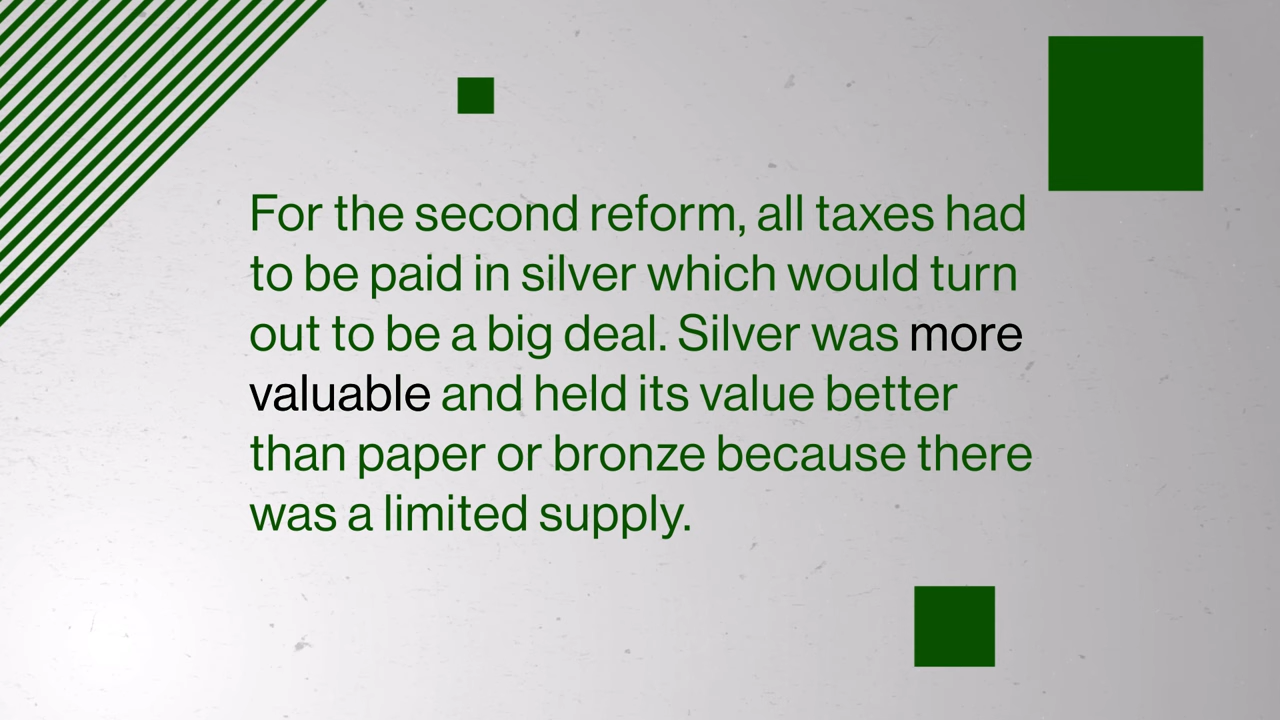 For the second reform, all taxes had
to be paid in silver which would turn
out to be a big deal. Silver was more
valuable and held its value better
than paper or bronze because there
was a limited supply.